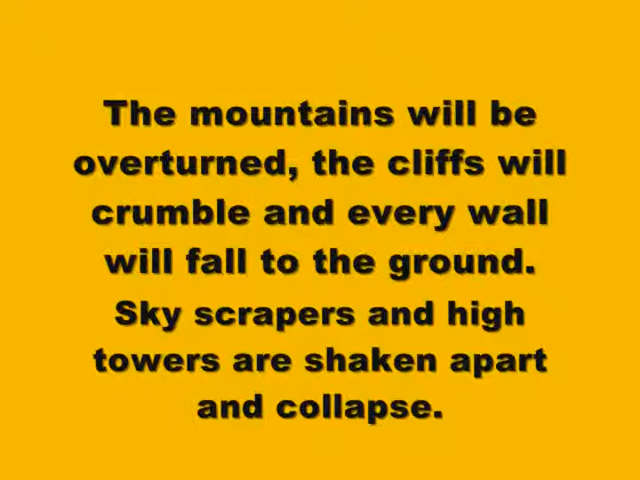 The mountains will be
overturned, the cliffs will
crumble and every wall
will fall to the ground.
Sky scrapers and high
towers are shaken apart
and collapse.